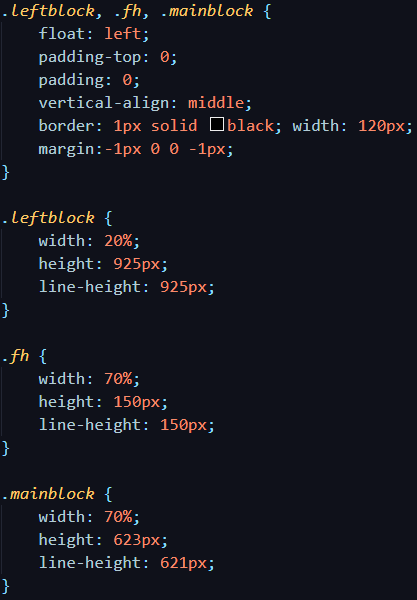 .leftblock, .fh, .mainblock {
    float: left;
    padding-top: 0;
    padding: 0;
    vertical-align: middle;
    border: 1px solid black; width: 120px;
    margin:-1px 0 0 -1px;
}

.leftblock {
    width: 20%;
    height: 925px;
    line-height: 925px;
}

.fh {
    width: 70%;
    height: 150px;
    line-height: 150px;
}

.mainblock {
    width: 70%;
    height: 623px;
    line-height: 621px;
}